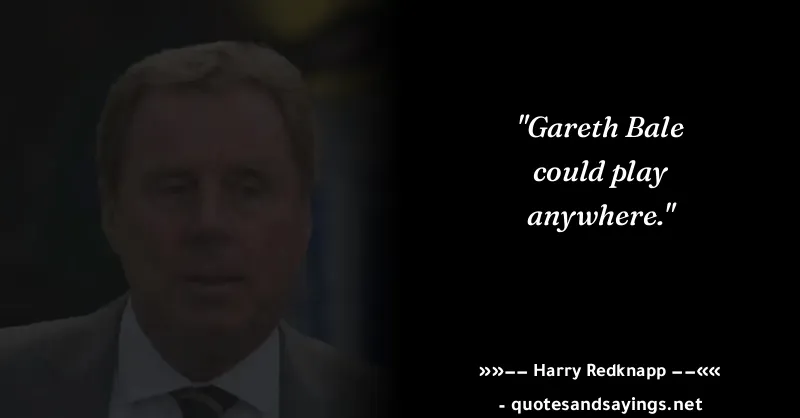 "Gareth Bale
could play
anywhere."
»»−− Harry Redknapp −−««
- quotesandsayings.net